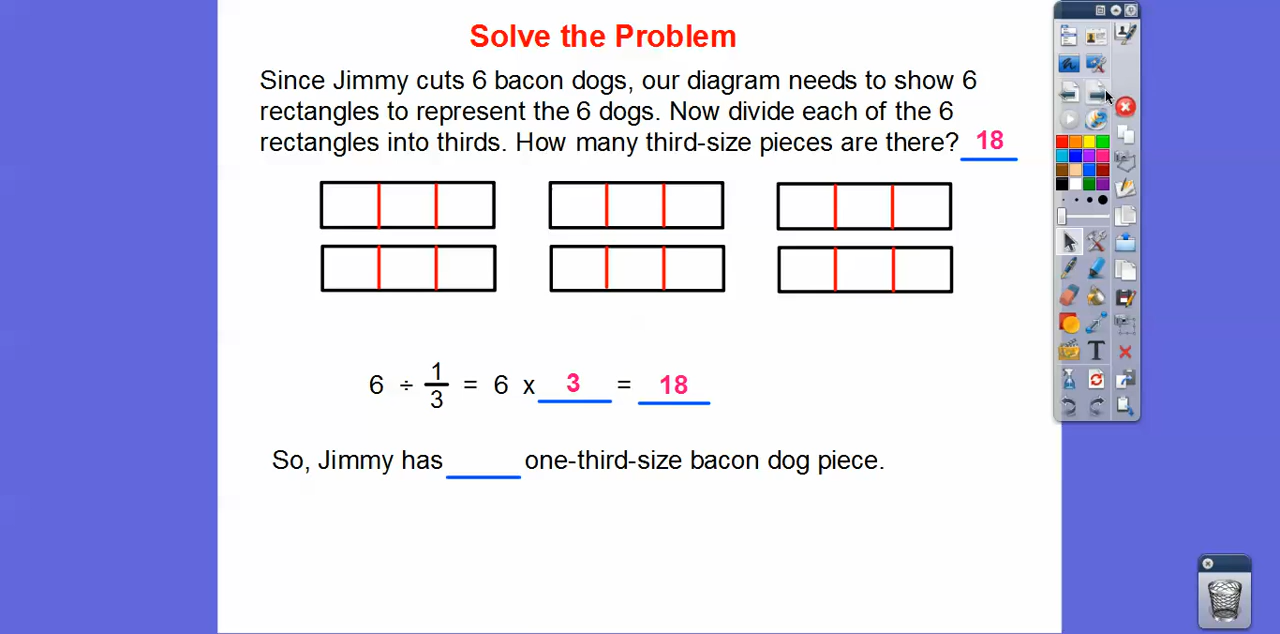 Solve the Problem
Since Jimmy cuts 6 bacon dogs, our diagram needs to show 6
rectangles to represent the 6 dogs. Now divide each of the 6
rectangles into thirds. How many third-size pieces are there? 18
6 ÷ 1/3 = 6 x 3 = 18
So, Jimmy has ____ one-third-size bacon dog piece.